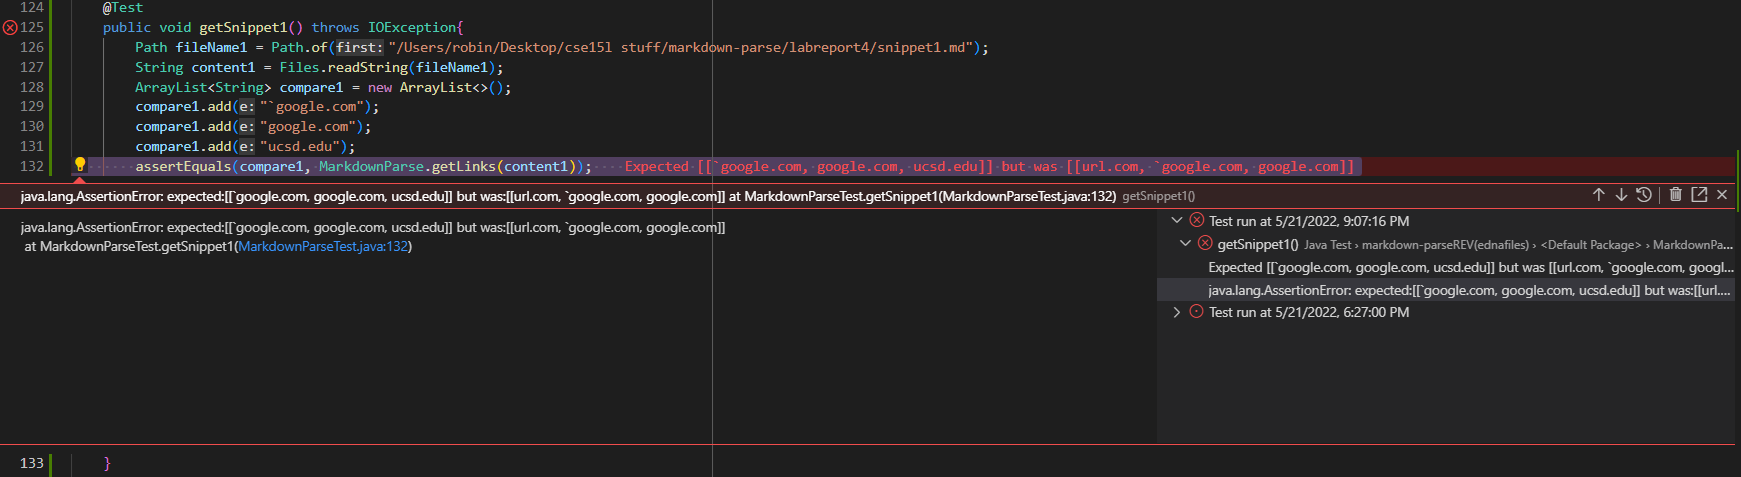 124 @Test
125 public void getSnippet1() throws IOException{
126 Path fileName1 = Path.of(first: "/Users/robin/Desktop/cse15l stuff/markdown-parse/labreport4/snippet1.md");
127 String content1 = Files.readString(fileName1);
128 ArrayList<String> compare1 = new ArrayList<>();
129 compare1.add(e: "`google.com");
130 compare1.add(e: "google.com");
131 compare1.add(e: "ucsd.edu");
132 assertEquals(compare1, MarkdownParse.getLinks(content1)); Expected [[`google.com, google.com, ucsd.edu]] but was [[url.com, `google.com, google.com]]
java.lang.AssertionError: expected:[[`google.com, google.com, ucsd.edu]] but was:[[url.com, `google.com, google.com]] at MarkdownParseTest.getSnippet1(MarkdownParseTest.java:132) getSnippet1()
java.lang.AssertionError: expected:[[`google.com, google.com, ucsd.edu]] but was:[[url.com, `google.com, google.com]]
at MarkdownParseTest.getSnippet1(MarkdownParseTest.java:132)
Test run at 5/21/2022, 9:07:16 PM
getSnippet1() Java Test › markdown-parseREV(ednafiles) › <Default Package> › MarkdownPa...
Expected [[`google.com, google.com, ucsd.edu]] but was [[url.com, `google.com, googl...
java.lang.AssertionError: expected:[[`google.com, google.com, ucsd.edu]] but was:[[url....
Test run at 5/21/2022, 6:27:00 PM
133 }